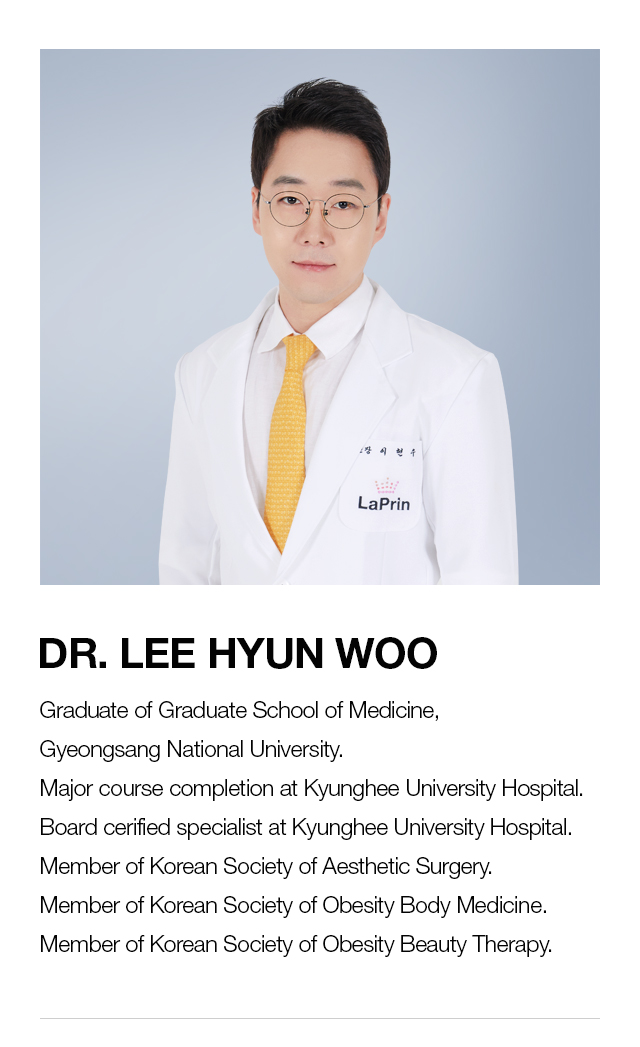 이 현 우
LaPrin
DR. LEE HYUN WOO
Graduate of Graduate School of Medicine,
Gyeongsang National University.
Major course completion at Kyunghee University Hospital.
Board cerified specialist at Kyunghee University Hospital.
Member of Korean Society of Aesthetic Surgery.
Member of Korean Society of Obesity Body Medicine.
Member of Korean Society of Obesity Beauty Therapy.